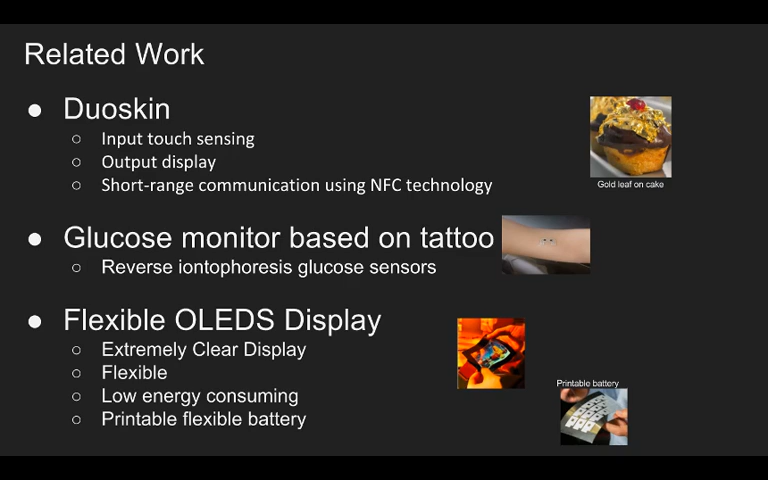 Related Work
● Duoskin
○ Input touch sensing
○ Output display
○ Short-range communication using NFC technology
Gold leaf on cake
● Glucose monitor based on tattoo
○ Reverse iontophoresis glucose sensors
● Flexible OLEDS Display
○ Extremely Clear Display
○ Flexible
○ Low energy consuming
○ Printable flexible battery
Printable battery